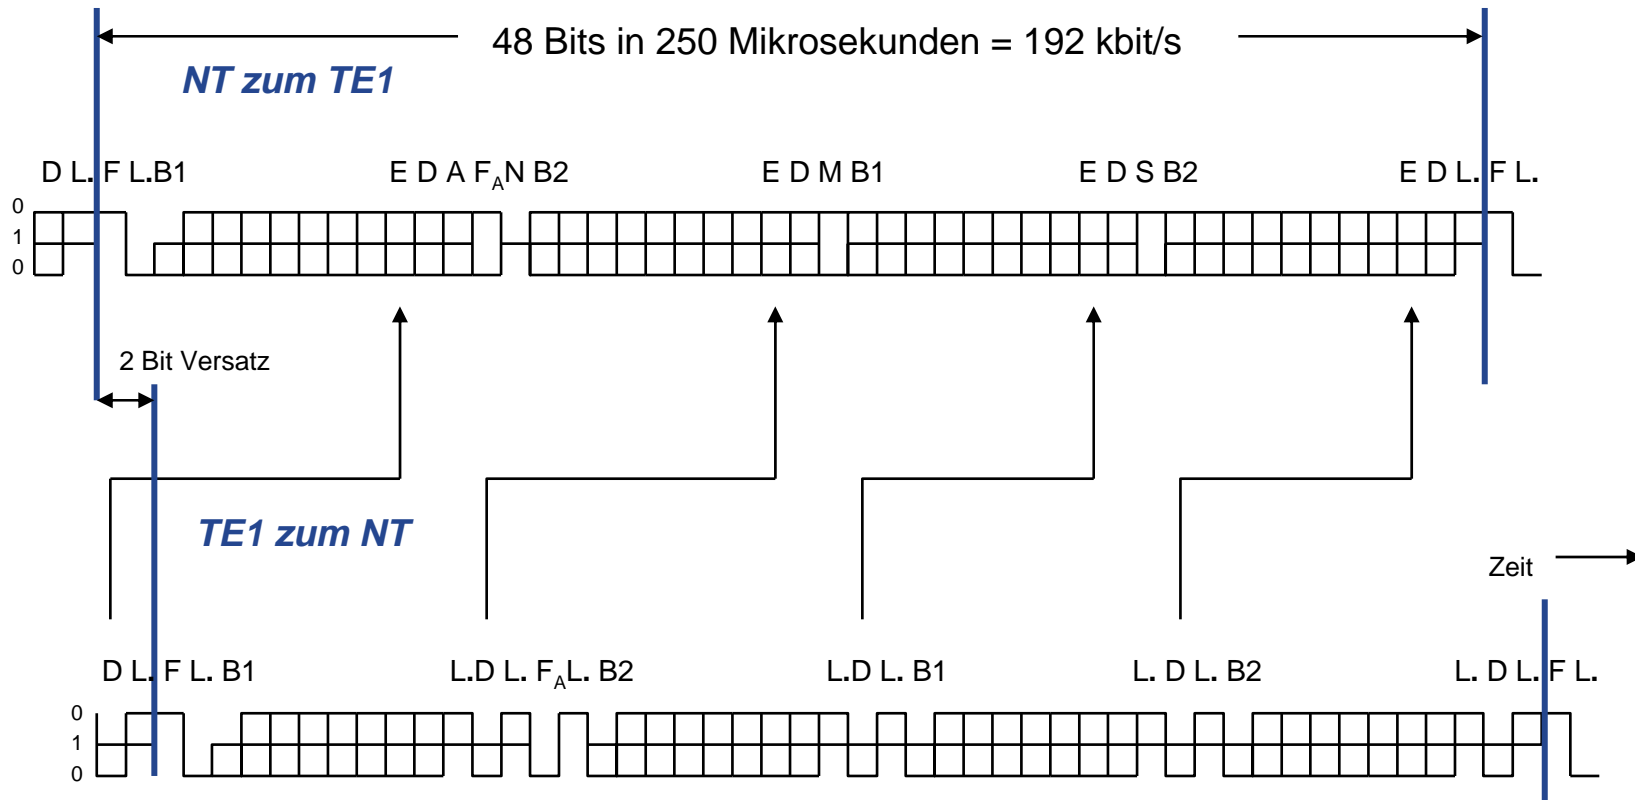 48 Bits in 250 Mikrosekunden = 192 kbit/s
NT zum TE1
D L. F L.B1 E D A FAN B2 E D M B1 E D S B2 E D L. F L.
0
1
0
2 Bit Versatz
TE1 zum NT
Zeit
D L. F L. B1 L.D L. FAL. B2 L.D L. B1 L. D L. B2 L. D L. F L.
0
1
0